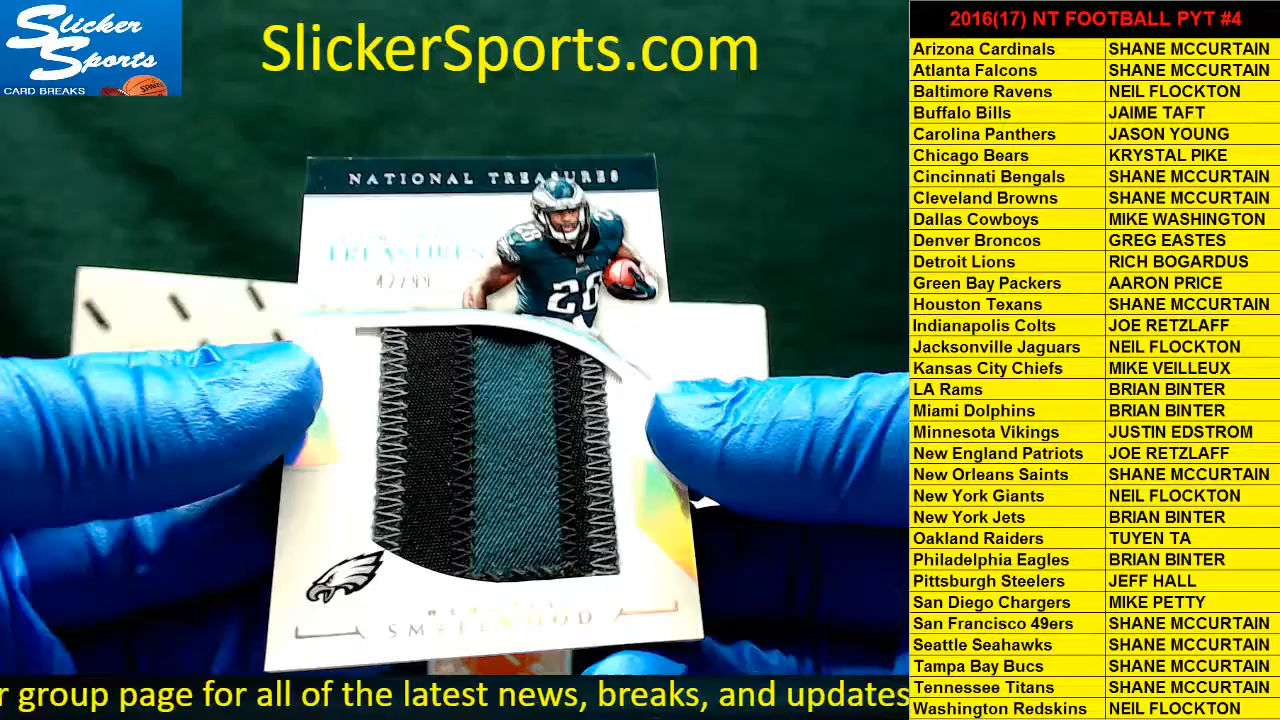 Slicker
Sports
CARD BREAKS
SPALDING
SlickerSports.com
NATIONAL TREASURES
TREASURES
42/99
28
28
SMALLWOOD
r group page for all of the latest news, breaks, and updates
2016(17) NT FOOTBALL PYT #4
Arizona Cardinals SHANE MCCURTAIN
Atlanta Falcons SHANE MCCURTAIN
Baltimore Ravens NEIL FLOCKTON
Buffalo Bills JAIME TAFT
Carolina Panthers JASON YOUNG
Chicago Bears KRYSTAL PIKE
Cincinnati Bengals SHANE MCCURTAIN
Cleveland Browns SHANE MCCURTAIN
Dallas Cowboys MIKE WASHINGTON
Denver Broncos GREG EASTES
Detroit Lions RICH BOGARDUS
Green Bay Packers AARON PRICE
Houston Texans SHANE MCCURTAIN
Indianapolis Colts JOE RETZLAFF
Jacksonville Jaguars NEIL FLOCKTON
Kansas City Chiefs MIKE VEILLEUX
LA Rams BRIAN BINTER
Miami Dolphins BRIAN BINTER
Minnesota Vikings JUSTIN EDSTROM
New England Patriots JOE RETZLAFF
New Orleans Saints SHANE MCCURTAIN
New York Giants NEIL FLOCKTON
New York Jets BRIAN BINTER
Oakland Raiders TUYEN TA
Philadelphia Eagles BRIAN BINTER
Pittsburgh Steelers JEFF HALL
San Diego Chargers MIKE PETTY
San Francisco 49ers SHANE MCCURTAIN
Seattle Seahawks SHANE MCCURTAIN
Tampa Bay Bucs SHANE MCCURTAIN
Tennessee Titans SHANE MCCURTAIN
Washington Redskins NEIL FLOCKTON